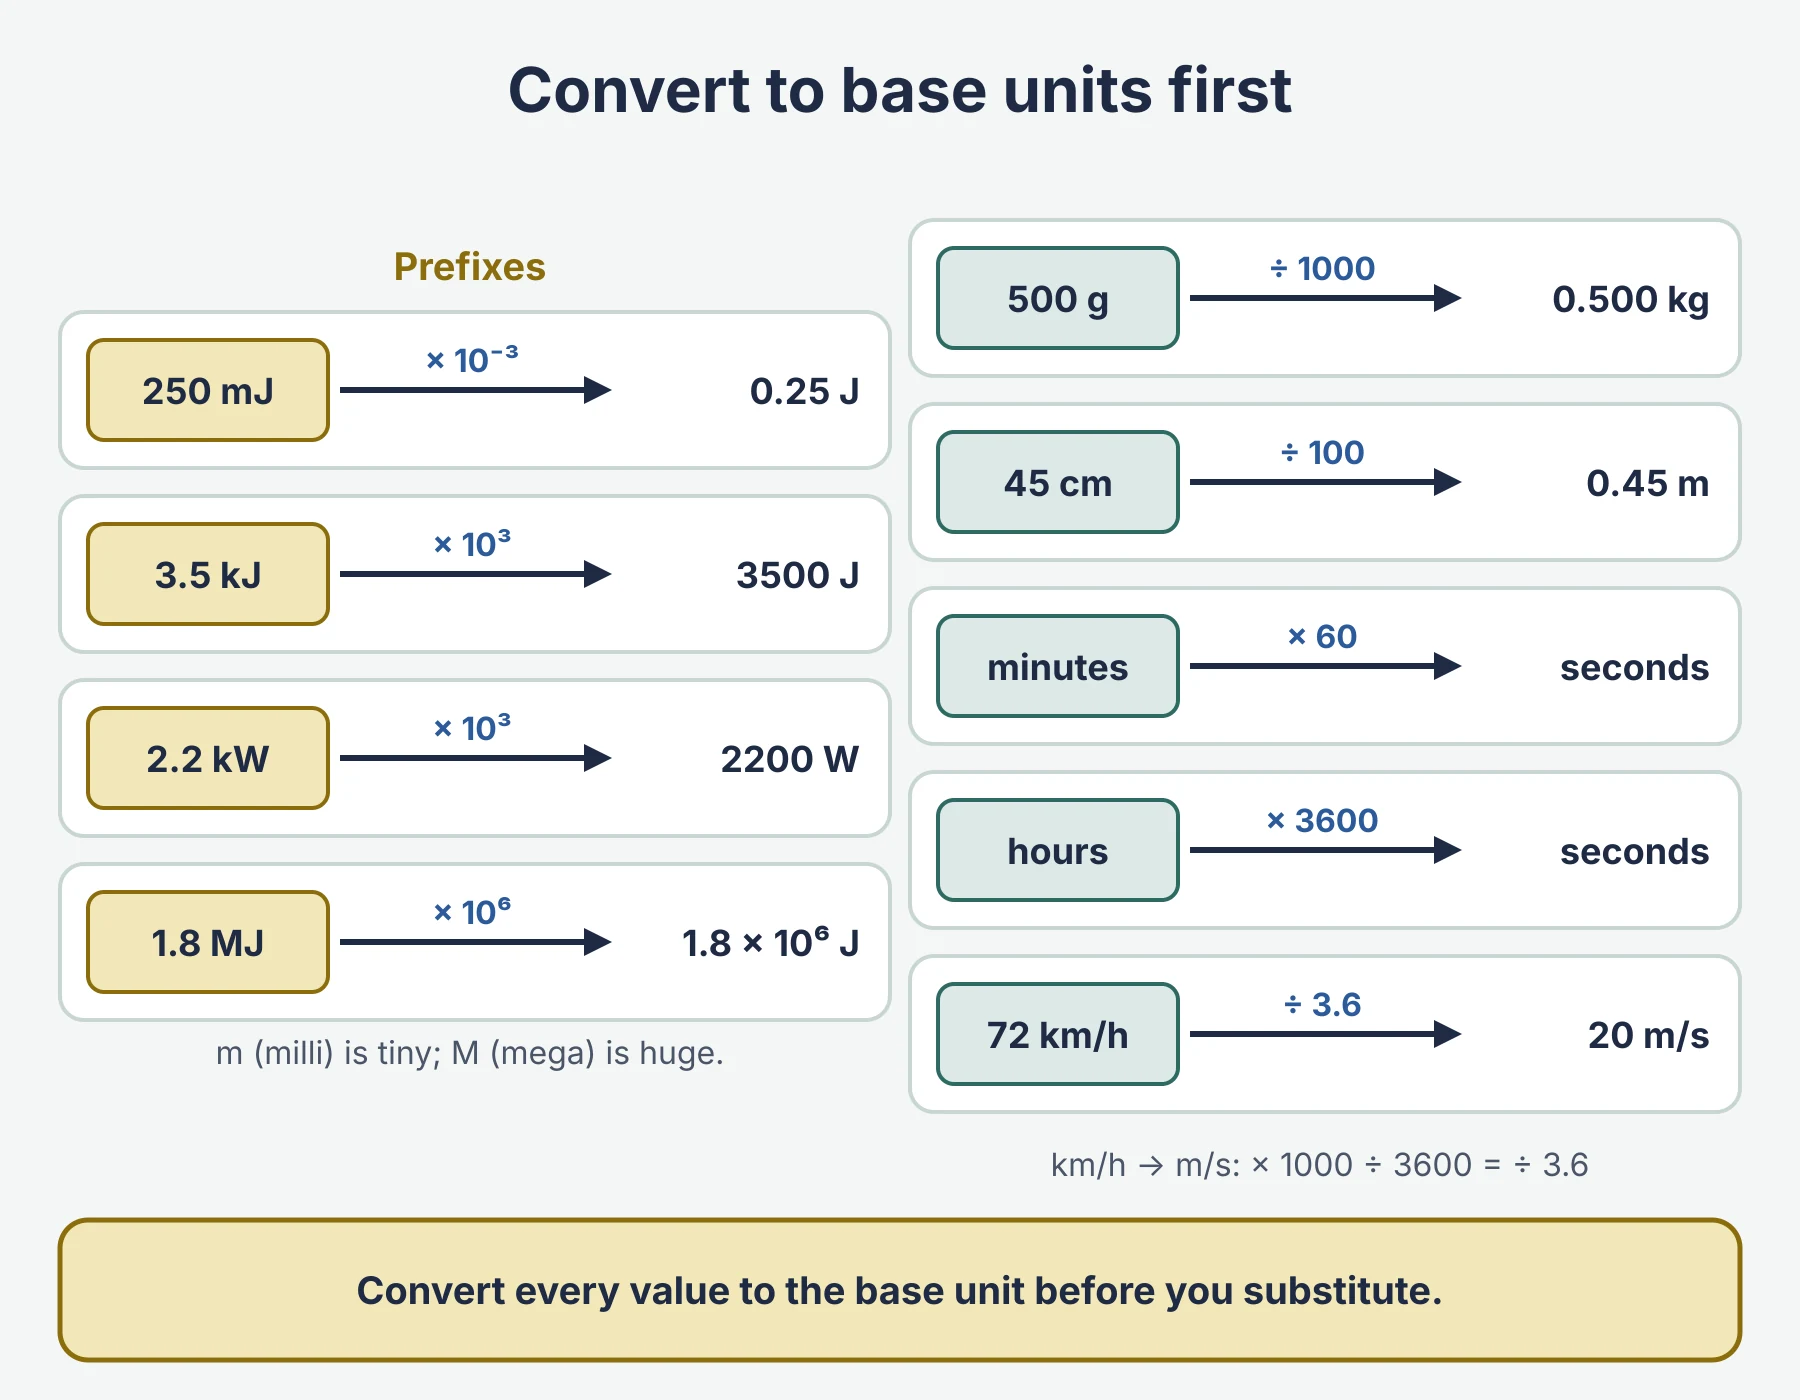 Convert to base units first
Prefixes
250 mJ × 10⁻³ 0.25 J
3.5 kJ × 10³ 3500 J
2.2 kW × 10³ 2200 W
1.8 MJ × 10⁶ 1.8 × 10⁶ J
m (milli) is tiny; M (mega) is huge.
500 g ÷ 1000 0.500 kg
45 cm ÷ 100 0.45 m
minutes × 60 seconds
hours × 3600 seconds
72 km/h ÷ 3.6 20 m/s
km/h → m/s: × 1000 ÷ 3600 = ÷ 3.6
Convert every value to the base unit before you substitute.